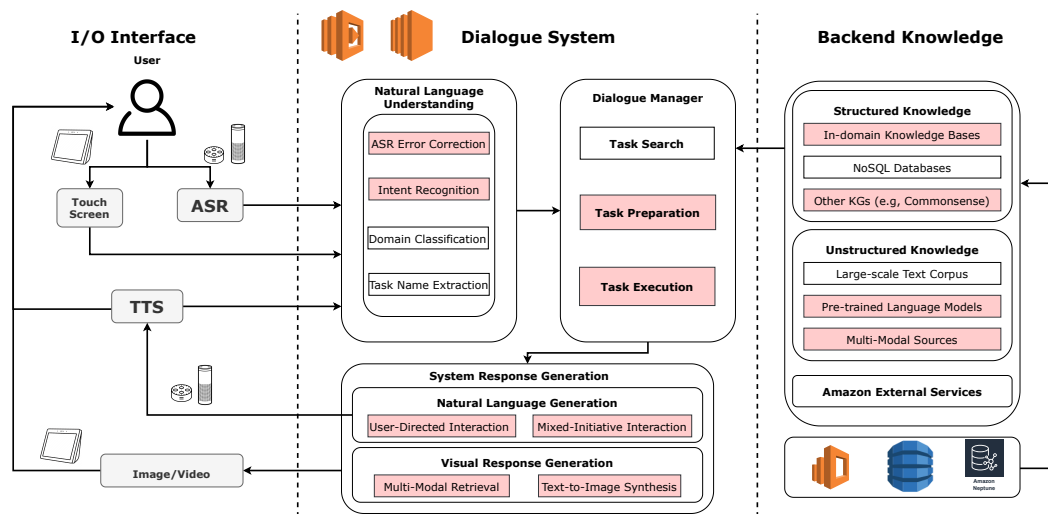 I/O Interface
Dialogue System
Backend Knowledge
User
Touch
Screen
ASR
TTS
Image/Video
Natural Language
Understanding
ASR Error Correction
Intent Recognition
Domain Classification
Task Name Extraction
Dialogue Manager
Task Search
Task Preparation
Task Execution
System Response Generation
Natural Language Generation
User-Directed Interaction
Mixed-Initiative Interaction
Visual Response Generation
Multi-Modal Retrieval
Text-to-Image Synthesis
Structured Knowledge
In-domain Knowledge Bases
NoSQL Databases
Other KGs (e.g, Commonsense)
Unstructured Knowledge
Large-scale Text Corpus
Pre-trained Language Models
Multi-Modal Sources
Amazon External Services
Amazon
Neptune